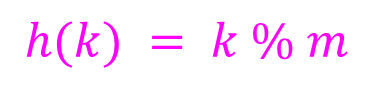 h(k) = k % m